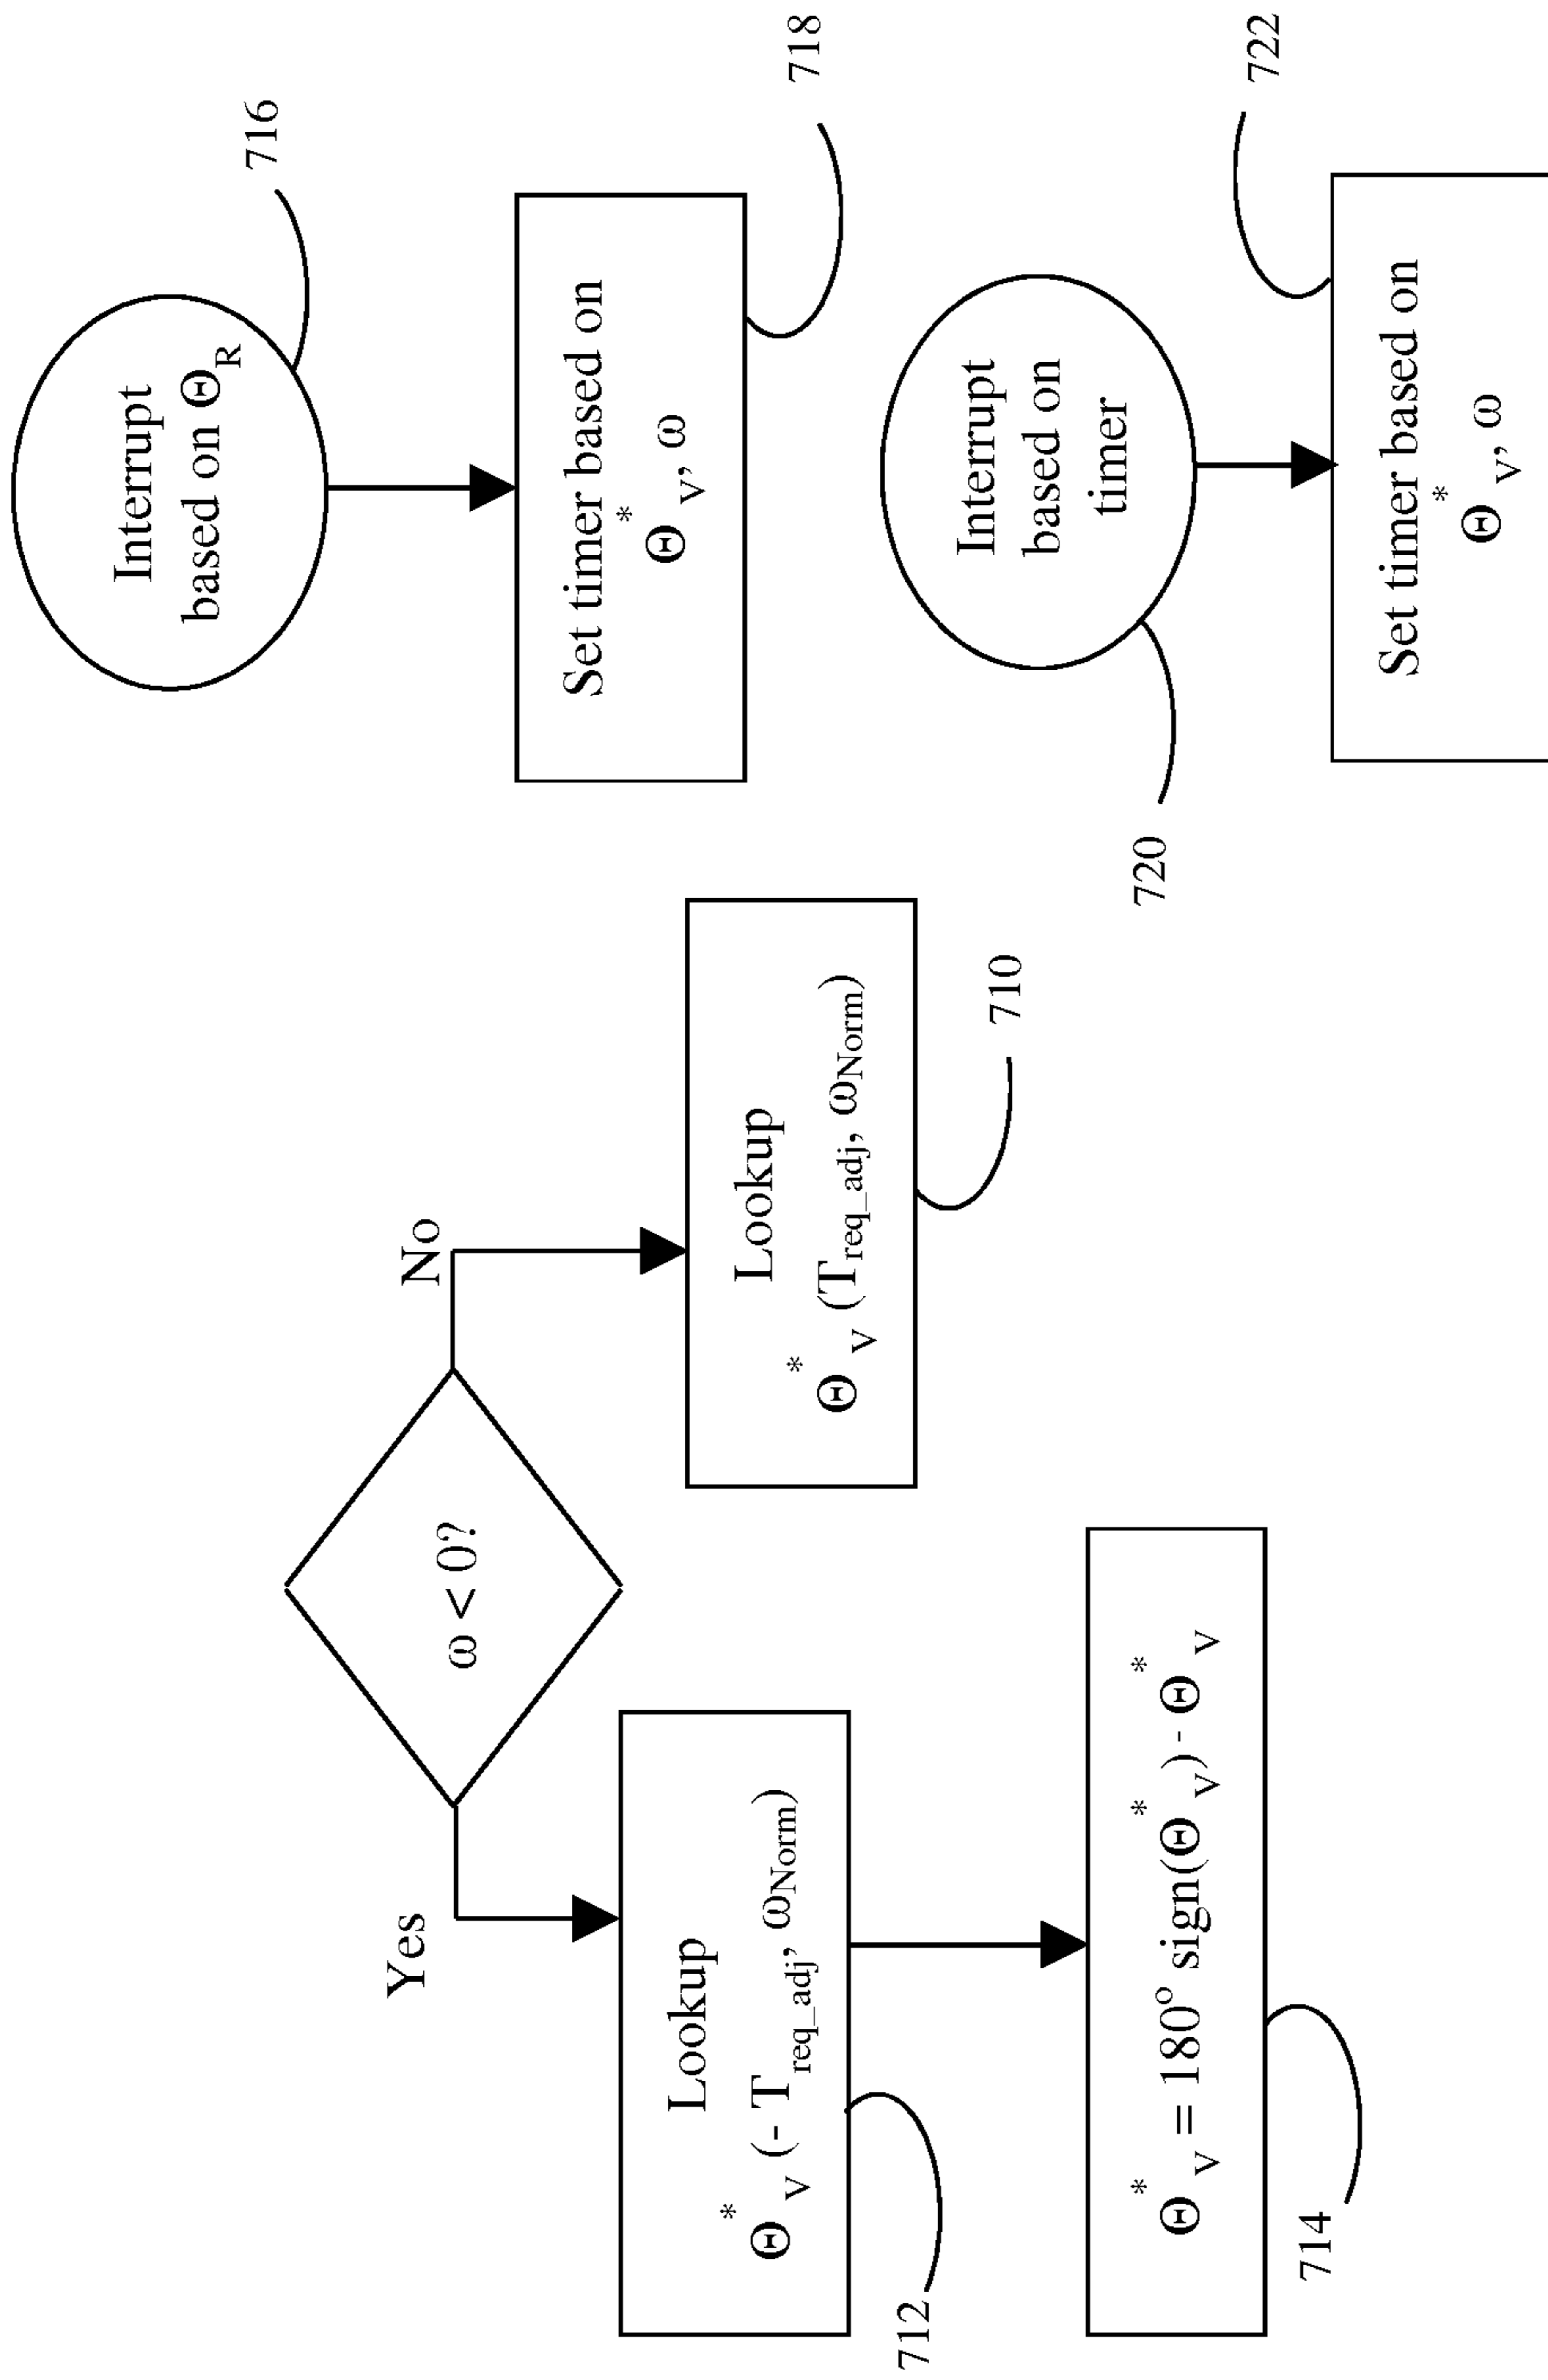 ω < 0?
Yes
No
Lookup
Θ*V (- Treq_adj, ωNorm)
712
Θ*V = 180o sign(Θ*V) - Θ*V
714
Lookup
Θ*V (Treq_adj, ωNorm)
710
Interrupt
based on ΘR
716
Set timer based on
Θ*V, ω
718
Interrupt
based on
timer
720
Set timer based on
Θ*V, ω
722